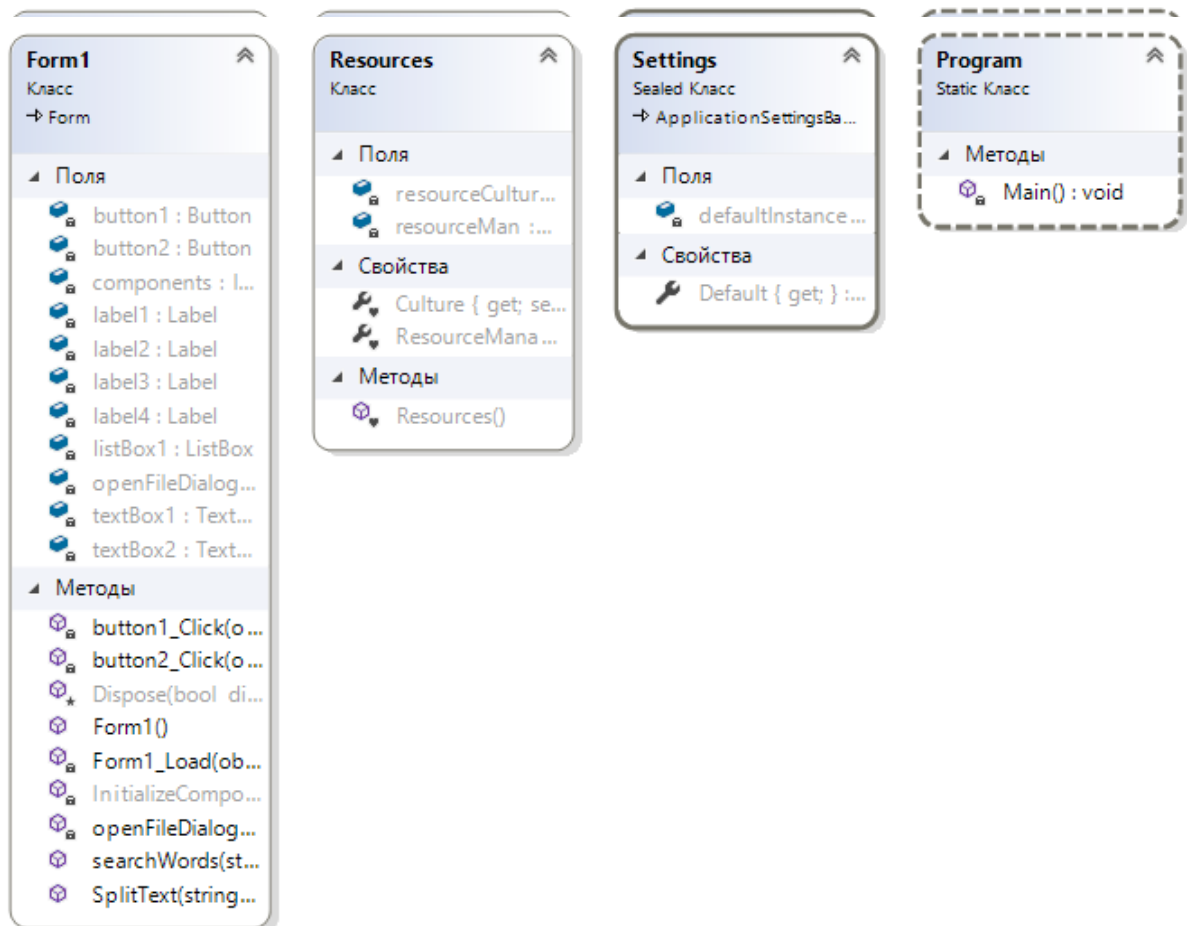 Form1
Класс
Form
Поля
button1 : Button
button2 : Button
components : I...
label1 : Label
label2 : Label
label3 : Label
label4 : Label
listBox1 : ListBox
openFileDialog...
textBox1 : Text...
textBox2 : Text...
Методы
button1_Click(o...
button2_Click(o...
Dispose(bool di...
Form1()
Form1_Load(ob...
InitializeCompo...
openFileDialog...
searchWords(st...
SplitText(string...
Resources
Класс
Поля
resourceCultur...
resourceMan :...
Свойства
Culture { get; se...
ResourceMana...
Методы
Resources()
Settings
Sealed Класс
ApplicationSettingsBa...
Поля
defaultInstance...
Свойства
Default { get; } :...
Program
Static Класс
Методы
Main() : void